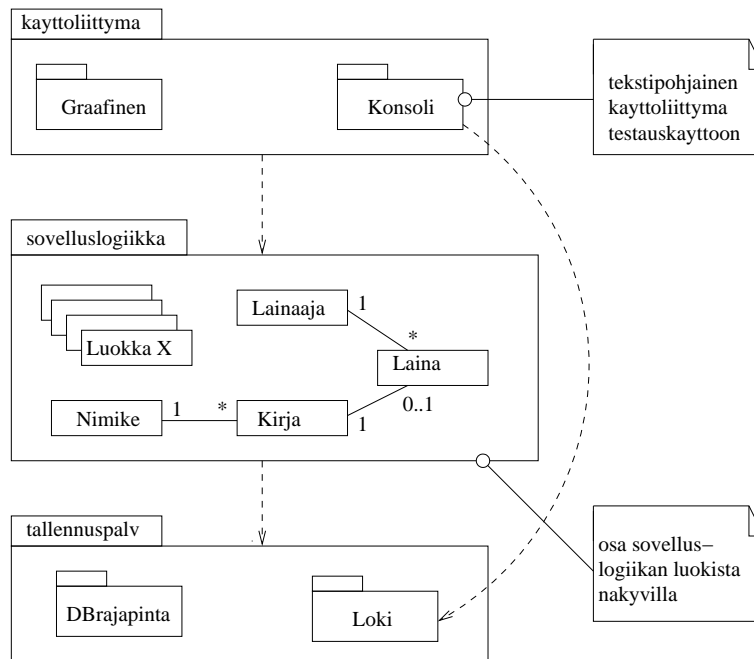 kayttoliittyma
Graafinen
Konsoli
tekstipohjainen
kayttoliittyma
testauskayttoon
sovelluslogiikka
Luokka X
Lainaaja
1
*
Laina
0..1
Nimike
1
*
Kirja
1
tallennuspalv
DBrajapinta
Loki
osa sovellus−
logiikan luokista
nakyvilla